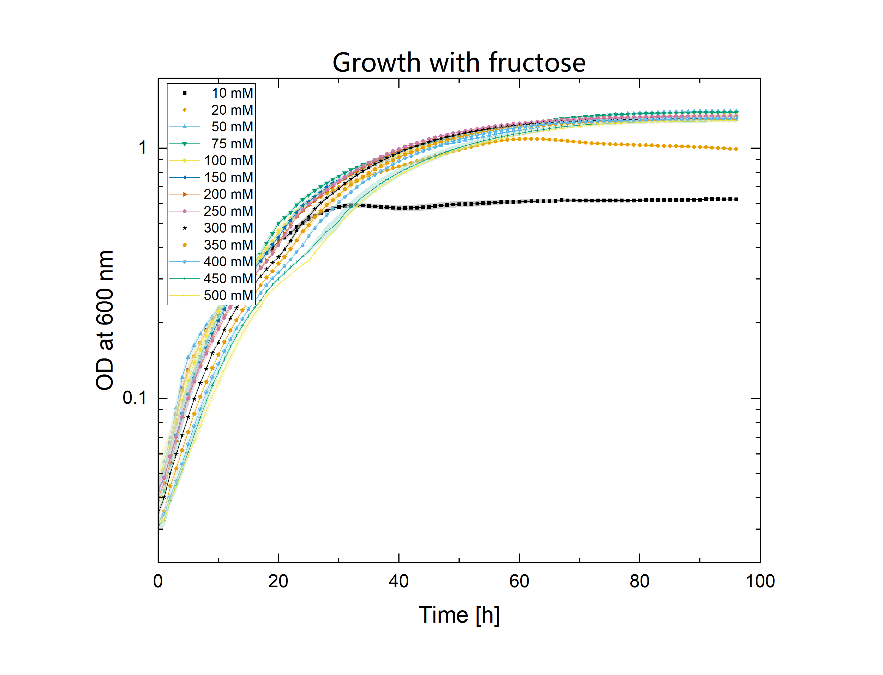 Growth with fructose
10 mM
20 mM
50 mM
75 mM
100 mM
150 mM
200 mM
250 mM
300 mM
350 mM
400 mM
450 mM
500 mM
1
0.1
OD at 600 nm
0 20 40 60 80 100
Time [h]